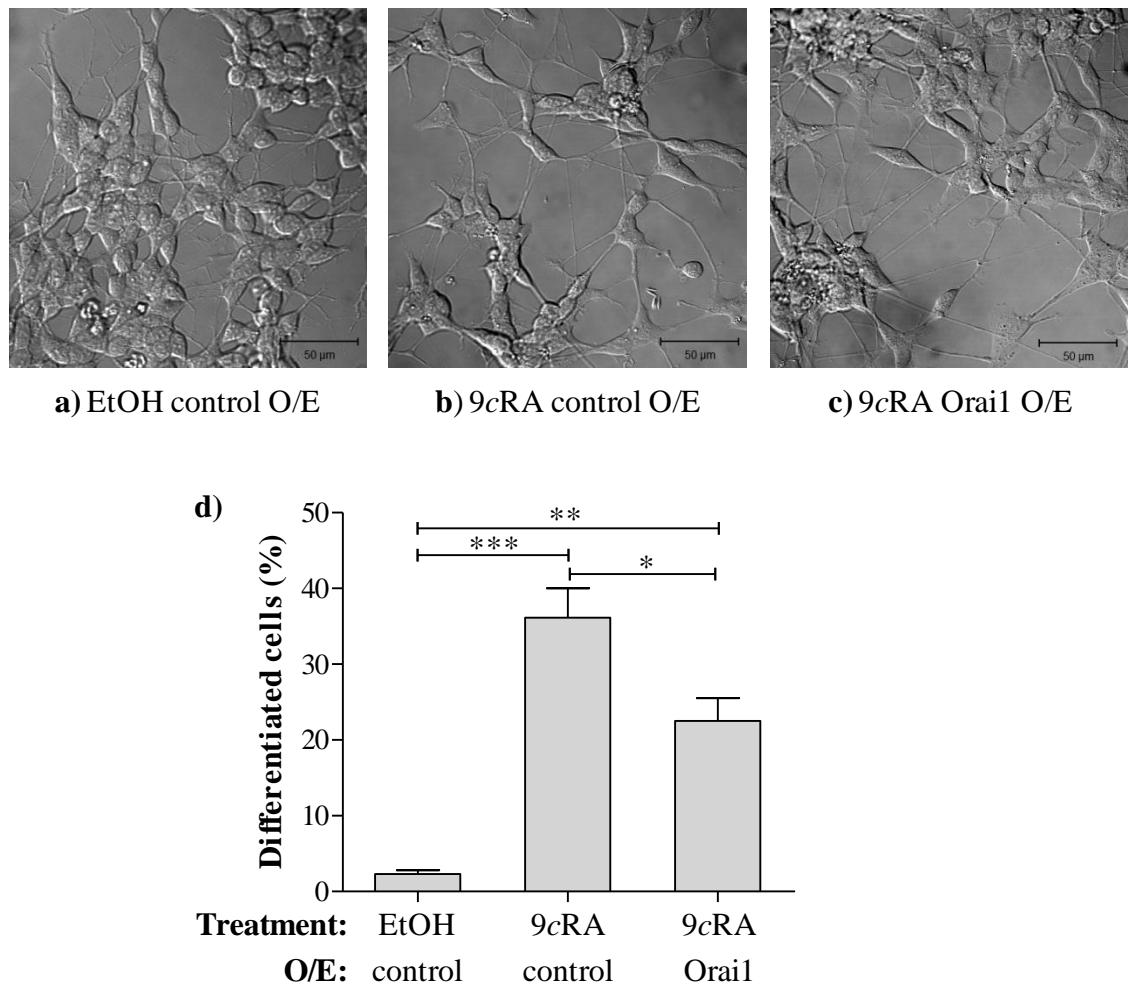 50 µm
50 µm
50 µm
a) EtOH control O/E
b) 9cRA control O/E
c) 9cRA Orai1 O/E
d)
Differentiated cells (%)
50
40
30
20
10
0
**
***
*
Treatment: EtOH 9cRA 9cRA
O/E: control control Orai1